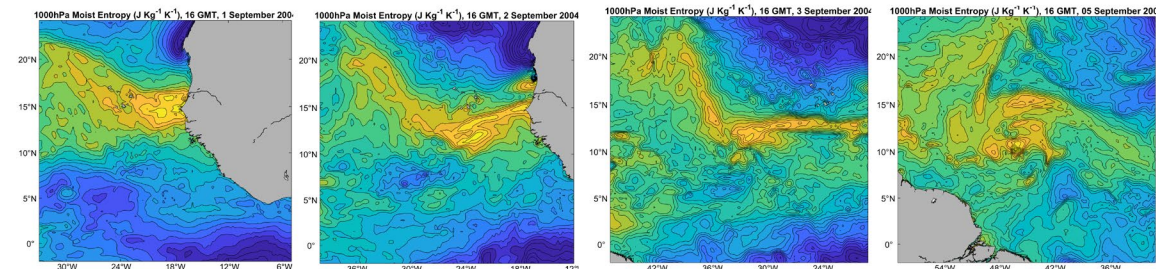 1000hPa Moist Entropy (J Kg-1 K-1), 16 GMT, 1 September 2004
20°N
15°N
10°N
5°N
0°
30°W 24°W 18°W 12°W 6°W
1000hPa Moist Entropy (J Kg-1 K-1), 16 GMT, 2 September 2004
20°N
15°N
10°N
5°N
0°
36°W 30°W 24°W 18°W 12°W
1000hPa Moist Entropy (J Kg-1 K-1), 16 GMT, 3 September 2004
20°N
15°N
10°N
5°N
0°
42°W 36°W 30°W 24°W
1000hPa Moist Entropy (J Kg-1 K-1), 16 GMT, 05 September 200
20°N
15°N
10°N
5°N
0°
54°W 48°W 42°W 36°W